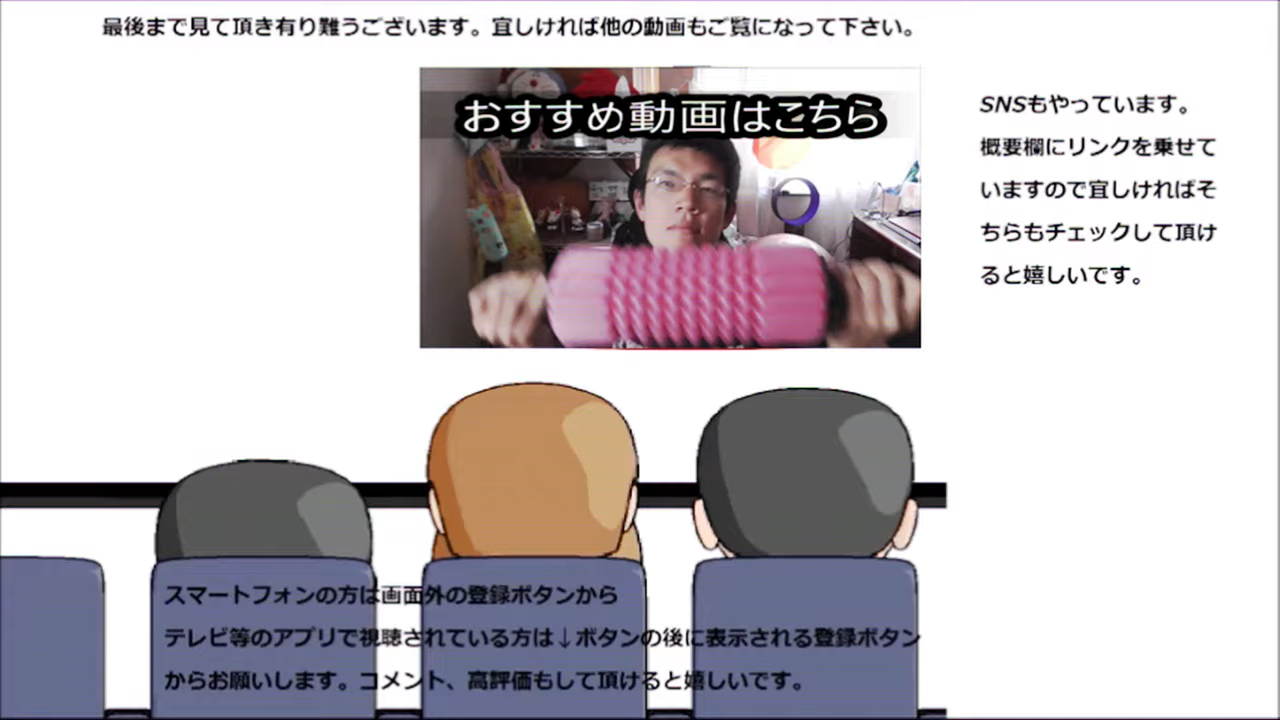 最後まで見て頂き有り難うございます。宜しければ他の動画もご覧になって下さい。
おすすめ動画はこちら
SNSもやっています。
概要欄にリンクを乗せて
いますので宜しければそ
ちらもチェックして頂け
ると嬉しいです。
スマートフォンの方は画面外の登録ボタンから
テレビ等のアプリで視聴されている方は↓ボタンの後に表示される登録ボタン
からお願いします。コメント、高評価もして頂けると嬉しいです。